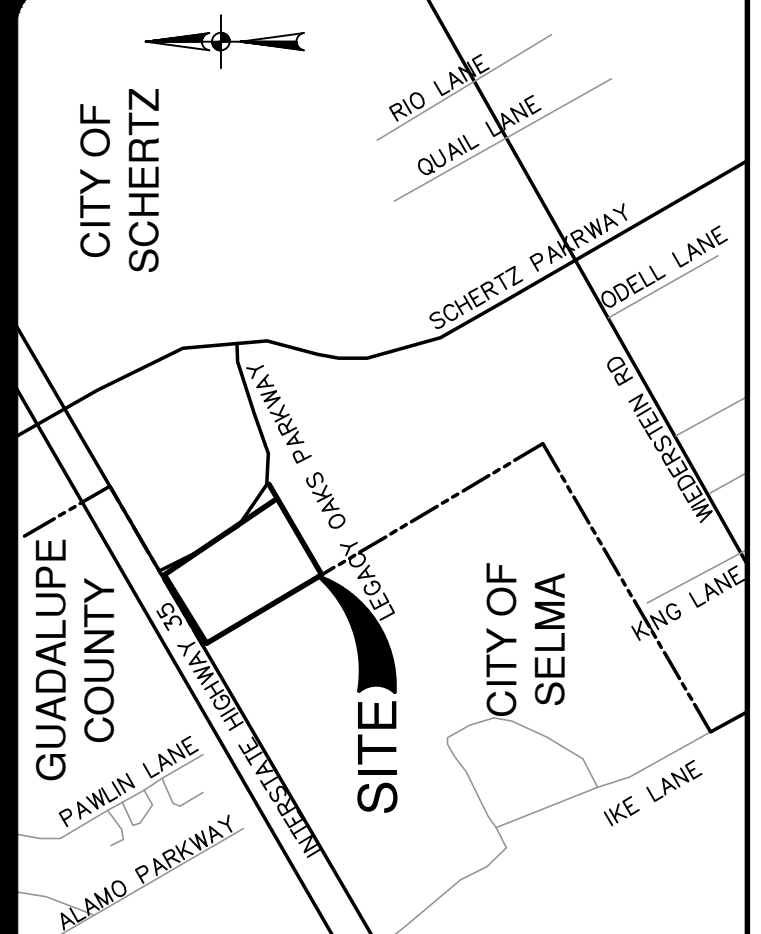 CITY OF
SCHERTZ
RIO LANE
QUAIL LANE
SCHERTZ PAKRWAY
ODELL LANE
WIEDERSTEIN RD
LEGACY OAKS PARKWAY
GUADALUPE
COUNTY
INTERSTATE HIGHWAY 35
SITE
CITY OF
SELMA
KING LANE
IKE LANE
PAWLIN LANE
ALAMO PARKWAY